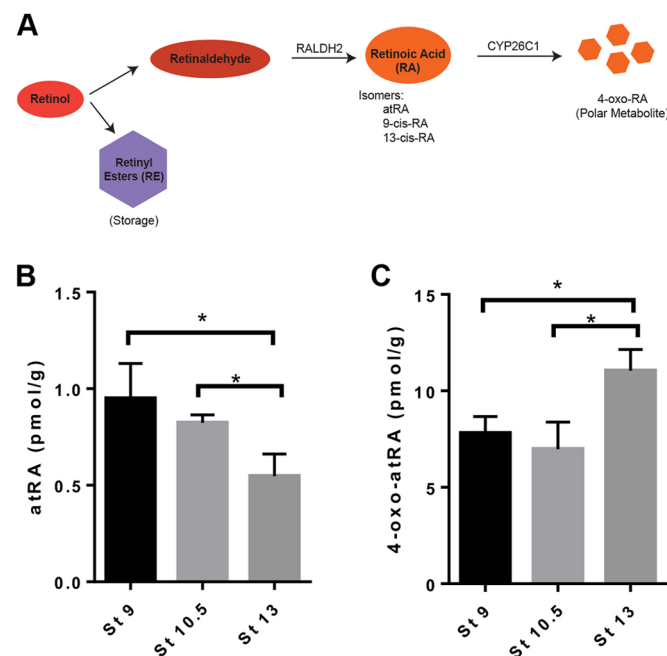 A
Retinol
Retinaldehyde
RALDH2
Retinoic Acid
(RA)
CYP26C1
4-oxo-RA
(Polar Metabolite)
Isomers:
atRA
9-cis-RA
13-cis-RA
Retinyl
Esters (RE)
(Storage)
B
atRA (pmol/g)
1.5
1.0
0.5
0.0
*
*
St 9
St 10.5
St 13
C
4-oxo-atRA (pmol/g)
15
10
5
0
*
*
St 9
St 10.5
St 13